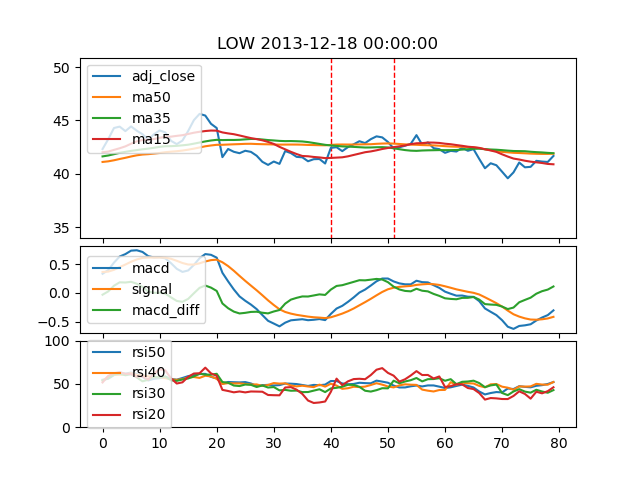 LOW 2013-12-18 00:00:00
50
45
40
35
adj_close
ma50
ma35
ma15
0.5
0.0
−0.5
macd
signal
macd_diff
100
50
0
rsi50
rsi40
rsi30
rsi20
0 10 20 30 40 50 60 70 80